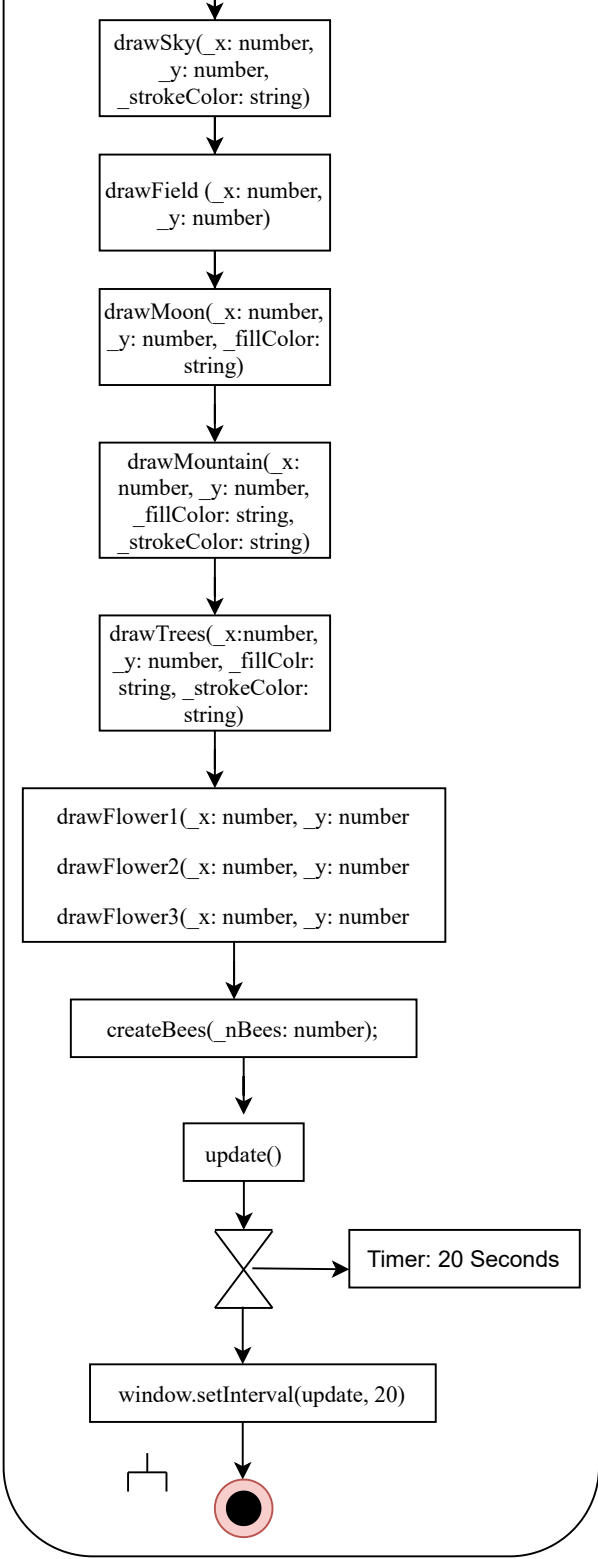 drawSky(_x: number,
_y: number,
_strokeColor: string)
drawField (_x: number,
_y: number)
drawMoon(_x: number,
_y: number, _fillColor:
string)
drawMountain(_x:
number, _y: number,
_fillColor: string,
_strokeColor: string)
drawTrees(_x:number,
_y: number, _fillColr:
string, _strokeColor:
string)
drawFlower1(_x: number, _y: number
drawFlower2(_x: number, _y: number
drawFlower3(_x: number, _y: number
createBees(_nBees: number);
update()
Timer: 20 Seconds
window.setInterval(update, 20)